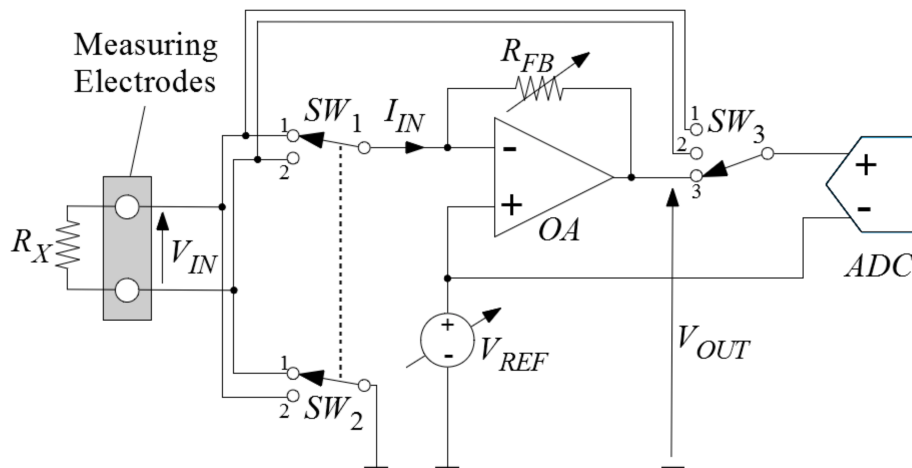 Measuring
Electrodes
R_X
V_IN
1
2
SW_1
I_IN
R_FB
-
+
OA
1
2
3
SW_3
+
-
ADC
+
-
V_REF
V_OUT
1
2
SW_2